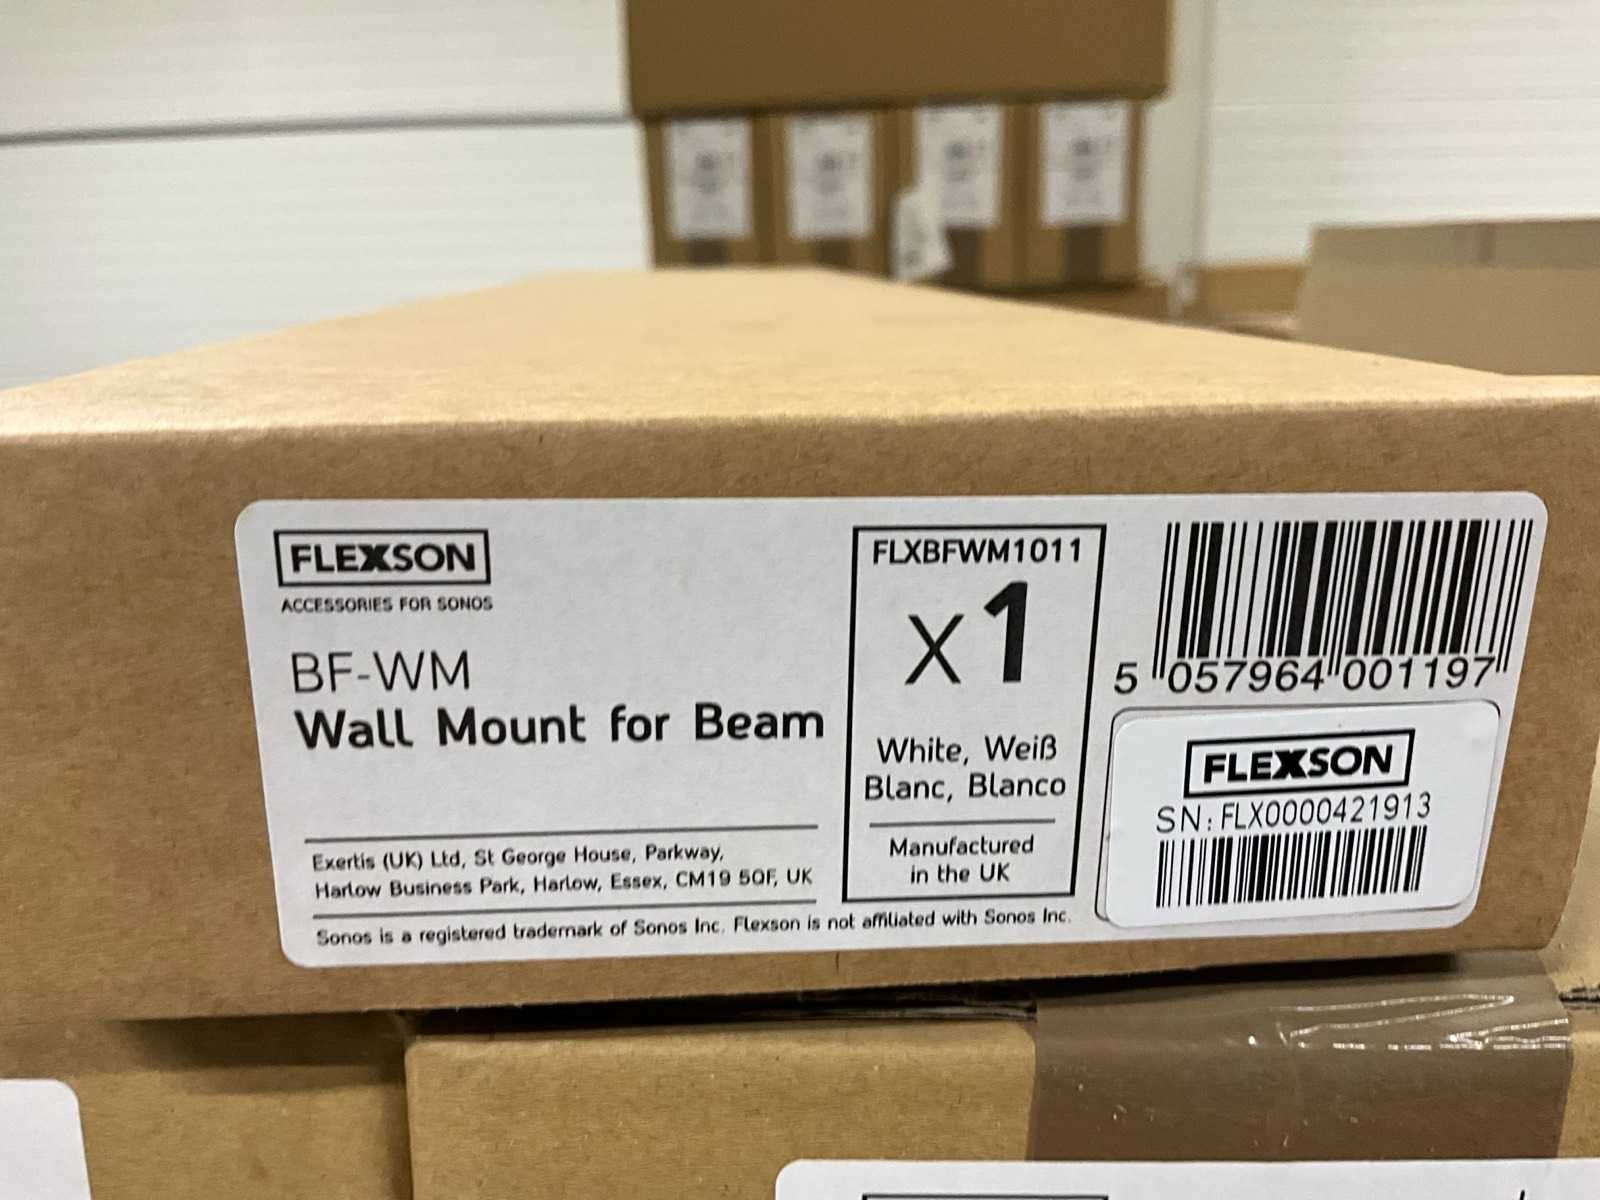 FLEXSON
ACCESSORIES FOR SONOS
BF-WM
Wall Mount for Beam
Exertis (UK) Ltd, St George House, Parkway,
Harlow Business Park, Harlow, Essex, CM19 5QF, UK
Sonos is a registered trademark of Sonos Inc. Flexson is not affiliated with Sonos Inc.
FLXBFWM1011
X1
White, Weiß
Blanc, Blanco
Manufactured
in the UK
5 057964 001197
FLEXSON
SN: FLX0000421913